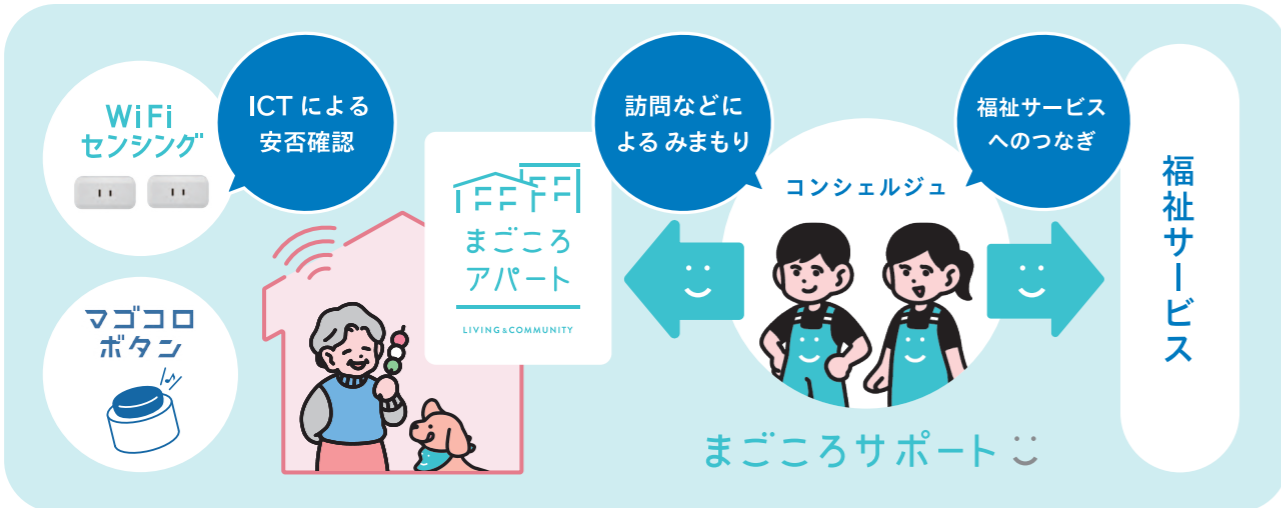 WiFi
センシング
ICTによる
安否確認
マゴコロ
ボタン
まごころ
アパート
LIVING&COMMUNITY
訪問などに
よるみまもり
コンシェルジュ
福祉サービス
へのつなぎ
まごころサポート
福祉サービス